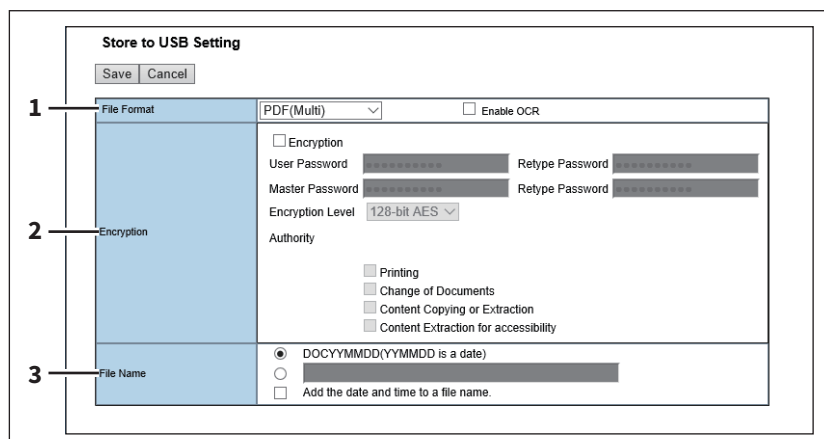 Store to USB Setting
Save Cancel
1 File Format PDF(Multi) Enable OCR
Encryption
User Password Retype Password
Master Password Retype Password
Encryption Level 128-bit AES
2 Encryption Authority
Printing
Change of Documents
Content Copying or Extraction
Content Extraction for accessibility
DOCYYMMDD(YYMMDD is a date)
3 File Name
Add the date and time to a file name.